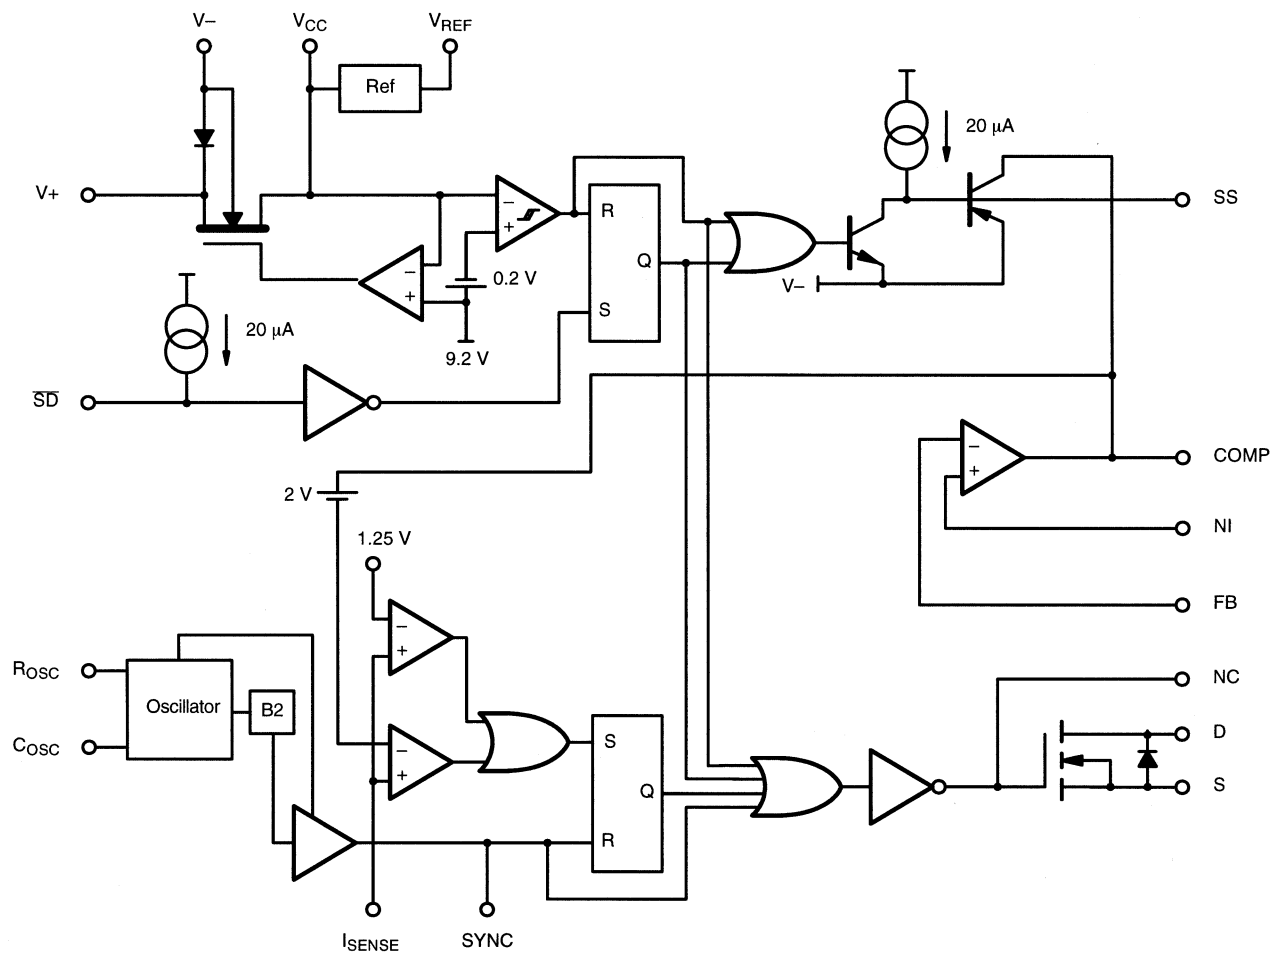 V– VCC VREF
Ref
20 μA
V+
–
+
R
SS
Q
–
+
0.2 V
V–
S
20 μA
9.2 V
SD
–
+
COMP
2 V
NI
1.25 V
FB
–
+
ROSC
NC
Oscillator
B2
D
COSC
–
+
S
Q
S
R
ISENSE SYNC